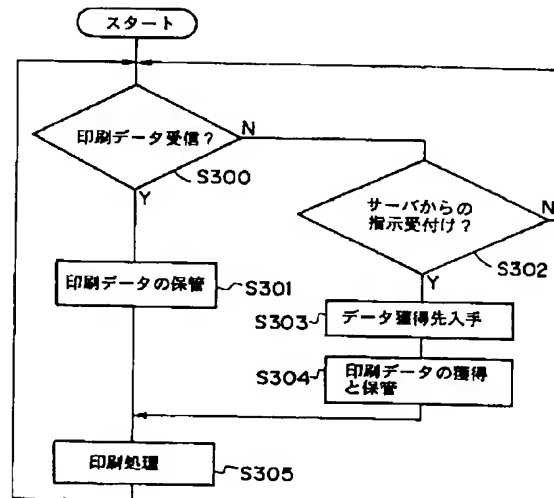 スタート
印刷データ受信?
N
S300
Y
サーバからの
指示受付け?
N
S302
Y
印刷データの保管
S301
S303
データ獲得先入手
S304
印刷データの獲得
と保管
印刷処理
S305